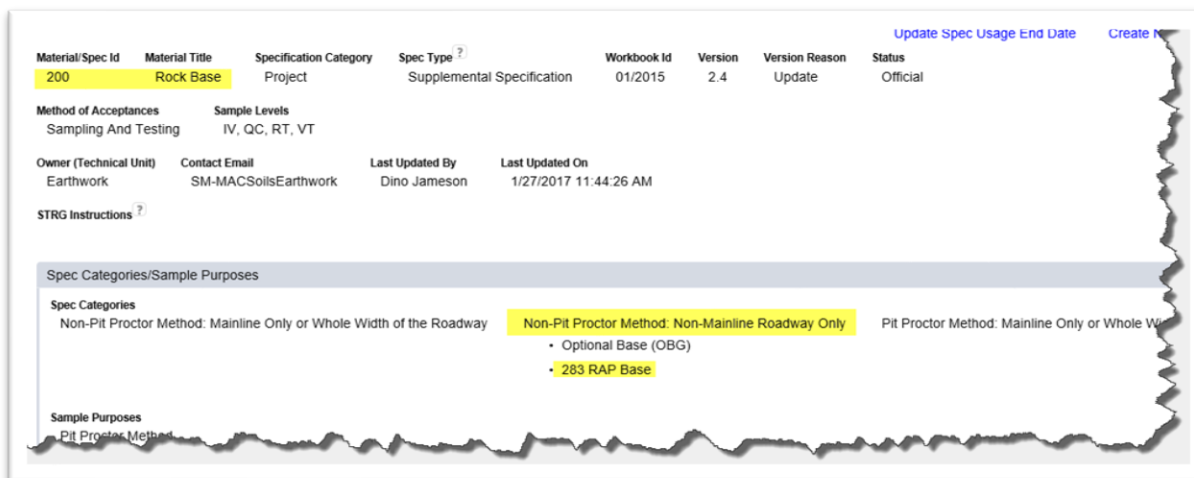 Update Spec Usage End Date Create
Material/Spec Id Material Title Specification Category Spec Type ? Workbook Id Version Version Reason Status
200 Rock Base Project Supplemental Specification 01/2015 2.4 Update Official
Method of Acceptances Sample Levels
Sampling And Testing IV, QC, RT, VT
Owner (Technical Unit) Contact Email Last Updated By Last Updated On
Earthwork SM-MACSoilsEarthwork Dino Jameson 1/27/2017 11:44:26 AM
STRG Instructions ?
Spec Categories/Sample Purposes
Spec Categories
Non-Pit Proctor Method: Mainline Only or Whole Width of the Roadway Non-Pit Proctor Method: Non-Mainline Roadway Only Pit Proctor Method: Mainline Only or Whole
• Optional Base (OBG)
• 283 RAP Base
Sample Purposes
Pit Proctor Method